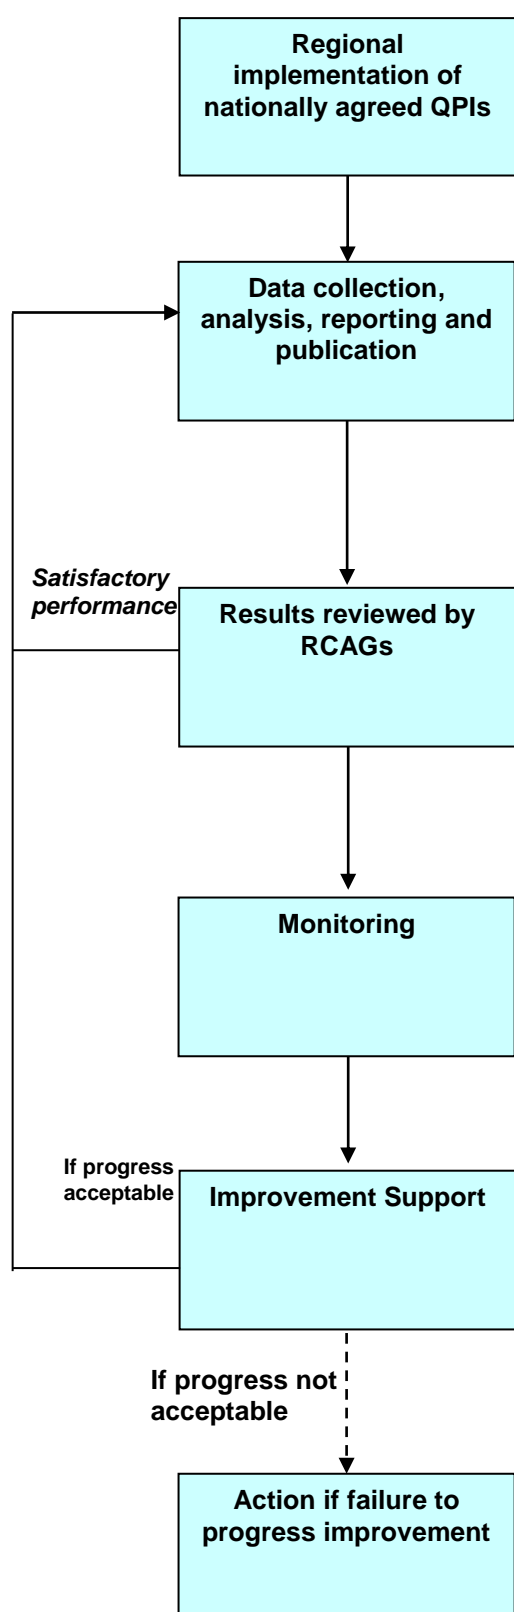 Regional
implementation of
nationally agreed QPIs
Data collection,
analysis, reporting and
publication
Satisfactory
performance
Results reviewed by
RCAGs
Monitoring
If progress
acceptable
Improvement Support
If progress not
acceptable
Action if failure to
progress improvement